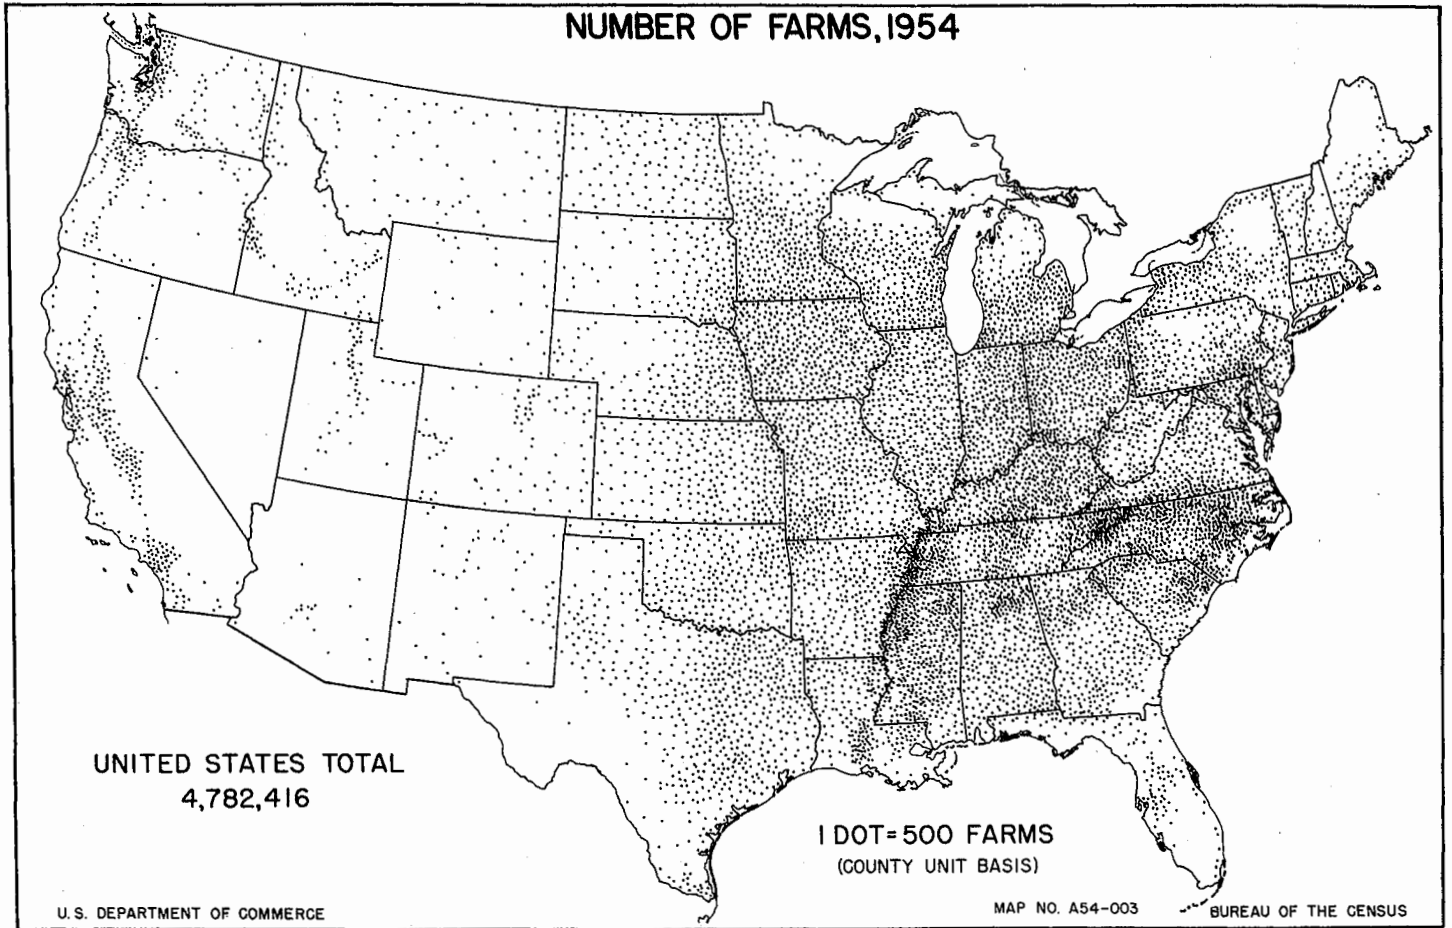 NUMBER OF FARMS, 1954
UNITED STATES TOTAL
4,782,416
1 DOT=500 FARMS
(COUNTY UNIT BASIS)
U.S. DEPARTMENT OF COMMERCE
MAP NO. A54-003
BUREAU OF THE CENSUS